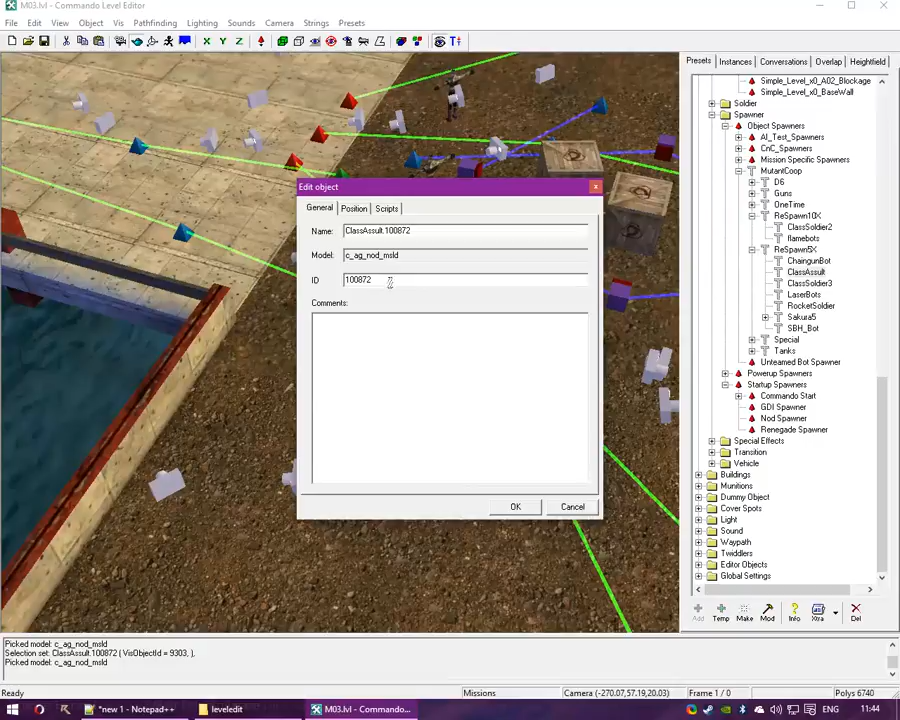 M03.lvl - Commando Level Editor
File Edit View Object Vis Pathfinding Lighting Sounds Camera Strings Presets
Presets Instances Conversations Overlap Heightfield
Simple_Level_x0_A02_Blockage
Simple_Level_x0_BaseWall
Soldier
Spawner
Object Spawners
AI_Test_Spawners
CnC_Spawners
Mission Specific Spawners
MutantCoop
D6
Guns
OneTime
ReSpawn10X
ClassSoldier2
flamebots
ReSpawn5X
ChaingunBot
ClassAssult
ClassSoldier3
LaserBots
RocketSoldier
Sakura5
SBH_Bot
Special
Tanks
Unteamed Bot Spawner
Powerup Spawners
Startup Spawners
Commando Start
GDI Spawner
Nod Spawner
Renegade Spawner
Special Effects
Transition
Vehicle
Buildings
Munitions
Dummy Object
Cover Spots
Light
Sound
Waypath
Twiddlers
Editor Objects
Global Settings
Add Temp Make Mod Info Xtra Del
Edit object
General Position Scripts
Name: ClassAssult.100872
Model: c_ag_nod_msld
ID 100872
Comments:
OK Cancel
Picked model: c_ag_nod_msld
Selection set: ClassAssult.100872 ( VisObjectId = 9303, ),
Picked model: c_ag_nod_msld
Ready Missions Camera (-270.07,57.19,20.03) Frame 1 / 0 Polys 6740
*new 1 - Notepad++ leveledit M03.lvl - Commando... ENG 11:44